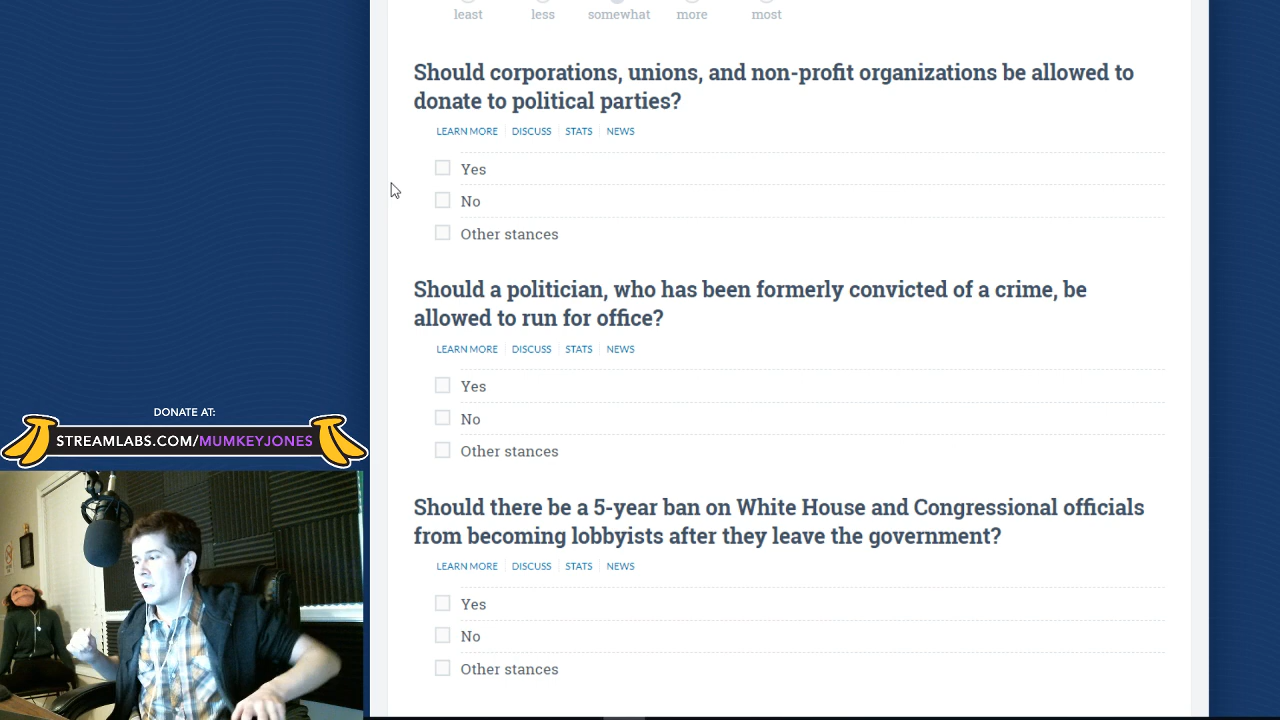 least less somewhat more most
Should corporations, unions, and non-profit organizations be allowed to
donate to political parties?
LEARN MORE DISCUSS STATS NEWS
Yes
No
Other stances
Should a politician, who has been formerly convicted of a crime, be
allowed to run for office?
LEARN MORE DISCUSS STATS NEWS
Yes
No
Other stances
DONATE AT:
STREAMLABS.COM/MUMKEYJONES
Should there be a 5-year ban on White House and Congressional officials
from becoming lobbyists after they leave the government?
LEARN MORE DISCUSS STATS NEWS
Yes
No
Other stances